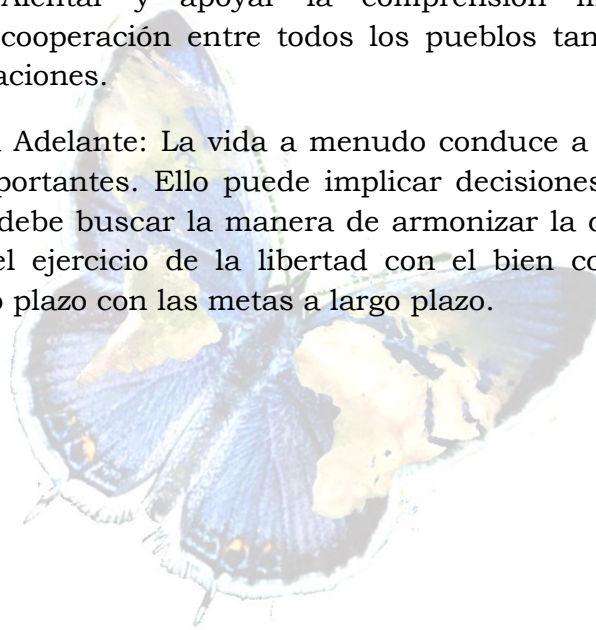 Alentar y apoyar la comprensión
cooperación entre todos los pueblos
aciones.
Adelante: La vida a menudo conduce a
portantes. Ello puede implicar decisiones
debe buscar la manera de armonizar la
el ejercicio de la libertad con el bien
o plazo con las metas a largo plazo.